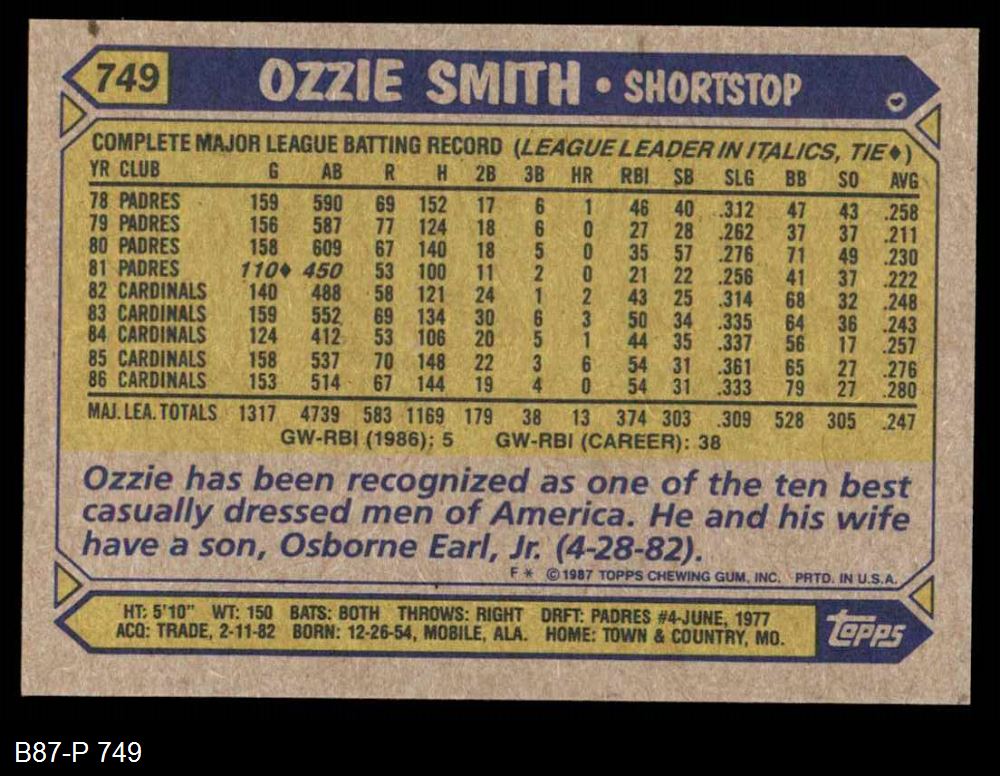 749 OZZIE SMITH • SHORTSTOP
COMPLETE MAJOR LEAGUE BATTING RECORD (LEAGUE LEADER IN ITALICS, TIE♦)
YR CLUB G AB R H 2B 3B HR RBI SB SLG BB SO AVG
78 PADRES 159 590 69 152 17 6 1 46 40 .312 47 43 .258
79 PADRES 156 587 77 124 18 6 0 27 28 .262 37 37 .211
80 PADRES 158 609 67 140 18 5 0 35 57 .276 71 49 .230
81 PADRES 110♦ 450 53 100 11 2 0 21 22 .256 41 37 .222
82 CARDINALS 140 488 58 121 24 1 2 43 25 .314 68 32 .248
83 CARDINALS 159 552 69 134 30 6 3 50 34 .335 64 36 .243
84 CARDINALS 124 412 53 106 20 5 1 44 35 .337 56 17 .257
85 CARDINALS 158 537 70 148 22 3 6 54 31 .361 65 27 .276
86 CARDINALS 153 514 67 144 19 4 0 54 31 .333 79 27 .280
MAJ. LEA. TOTALS 1317 4739 583 1169 179 38 13 374 303 .309 528 305 .247
GW-RBI (1986): 5 GW-RBI (CAREER): 38
Ozzie has been recognized as one of the ten best
casually dressed men of America. He and his wife
have a son, Osborne Earl, Jr. (4-28-82).
F* © 1987 TOPPS CHEWING GUM, INC. PRTD. IN U.S.A.
HT: 5'10" WT: 150 BATS: BOTH THROWS: RIGHT DRFT: PADRES #4-JUNE, 1977
ACQ: TRADE, 2-11-82 BORN: 12-26-54, MOBILE, ALA. HOME: TOWN & COUNTRY, MO.
topps
B87-P 749